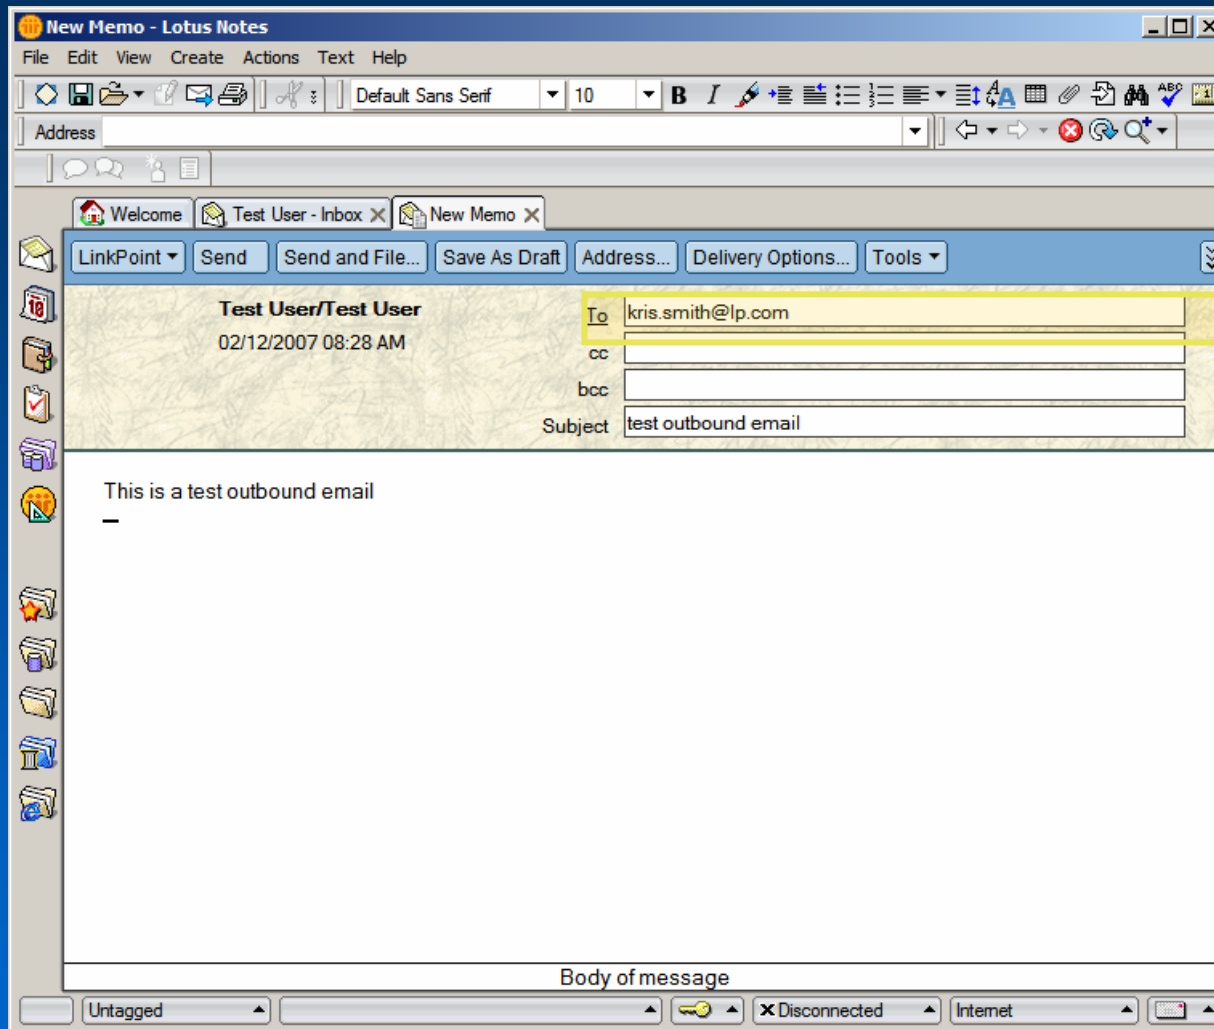 New Memo - Lotus Notes
File Edit View Create Actions Text Help
Default Sans Serif 10 B I A ABC
Address
Welcome Test User - Inbox New Memo
LinkPoint Send Send and File... Save As Draft Address... Delivery Options... Tools
Test User/Test User
02/12/2007 08:28 AM
To kris.smith@lp.com
cc
bcc
Subject test outbound email
This is a test outbound email
Body of message
Untagged Disconnected Internet